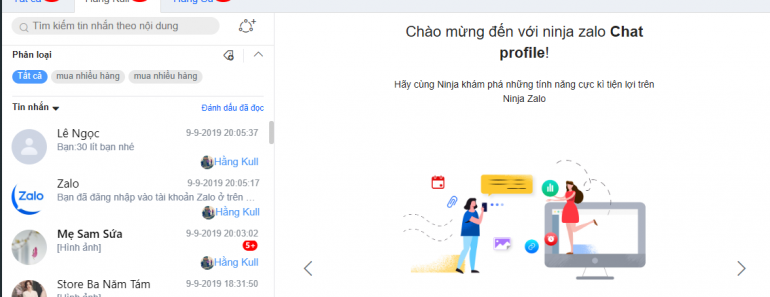 Tất cả
Hằng Kull
Hằng Cu
Tìm kiếm tin nhắn theo nội dung
Phân loại
Tất cả
mua nhiều hàng
mua nhiều hàng
Tin nhắn
Đánh dấu đã đọc
Lê Ngọc
9-9-2019 20:05:37
Bạn:30 lít bạn nhé
Hằng Kull
Zalo
Zalo
9-9-2019 20:05:17
Bạn đã đăng nhập vào tài khoản Zalo ở trên ...
Hằng Kull
Mẹ Sam Sứa
9-9-2019 20:03:02
[Hình ảnh]
5+
Hằng Kull
Store Ba Năm Tám
9-9-2019 18:31:50
[Hình ảnh]
Chào mừng đến với ninja zalo Chat
profile!
Hãy cùng Ninja khám phá những tính năng cực kì tiện lợi trên
Ninja Zalo